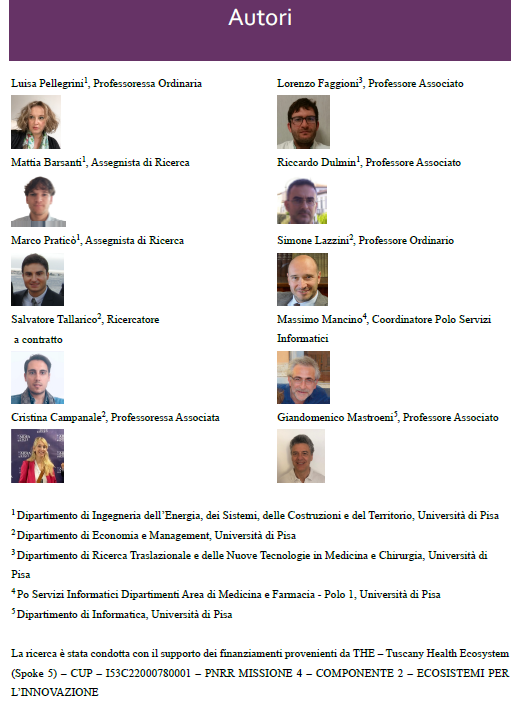 Autori
Luisa Pellegrini¹, Professoressa Ordinaria
Lorenzo Faggioni³, Professore Associato
Mattia Barsanti¹, Assegnista di Ricerca
Riccardo Dulmin¹, Professore Associato
Marco Praticò¹, Assegnista di Ricerca
Simone Lazzini², Professore Ordinario
Salvatore Tallarico², Ricercatore
a contratto
Massimo Mancino⁴, Coordinatore Polo Servizi
Informatici
Cristina Campanale², Professoressa Associata
Giandomenico Mastroeni⁵, Professore Associato
¹ Dipartimento di Ingegneria dell’Energia, dei Sistemi, delle Costruzioni e del Territorio, Università di Pisa
² Dipartimento di Economia e Management, Università di Pisa
³ Dipartimento di Ricerca Traslazionale e delle Nuove Tecnologie in Medicina e Chirurgia, Università di
Pisa
⁴ Po Servizi Informatici Dipartimenti Area di Medicina e Farmacia - Polo 1, Università di Pisa
⁵ Dipartimento di Informatica, Università di Pisa
La ricerca è stata condotta con il supporto dei finanziamenti provenienti da THE – Tuscany Health Ecosystem
(Spoke 5) – CUP – I53C22000780001 – PNRR MISSIONE 4 – COMPONENTE 2 – ECOSISTEMI PER
L’INNOVAZIONE